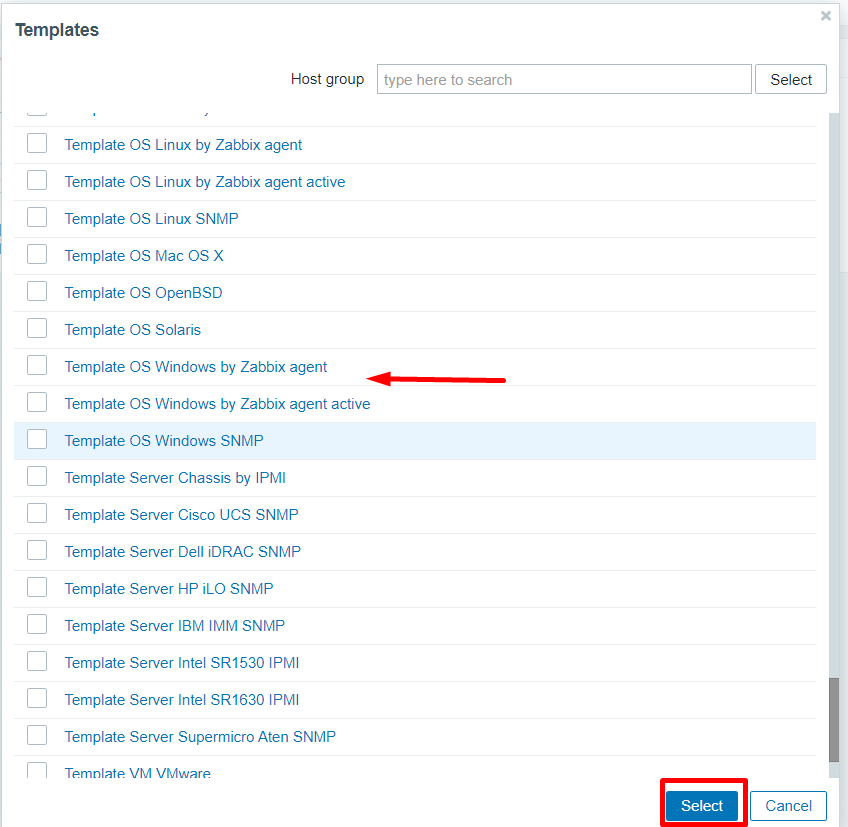 Templates
Host group type here to search Select
Template OS Linux by Zabbix agent
Template OS Linux by Zabbix agent active
Template OS Linux SNMP
Template OS Mac OS X
Template OS OpenBSD
Template OS Solaris
Template OS Windows by Zabbix agent
Template OS Windows by Zabbix agent active
Template OS Windows SNMP
Template Server Chassis by IPMI
Template Server Cisco UCS SNMP
Template Server Dell iDRAC SNMP
Template Server HP iLO SNMP
Template Server IBM IMM SNMP
Template Server Intel SR1530 IPMI
Template Server Intel SR1630 IPMI
Template Server Supermicro Aten SNMP
Template VM VMware
Select Cancel